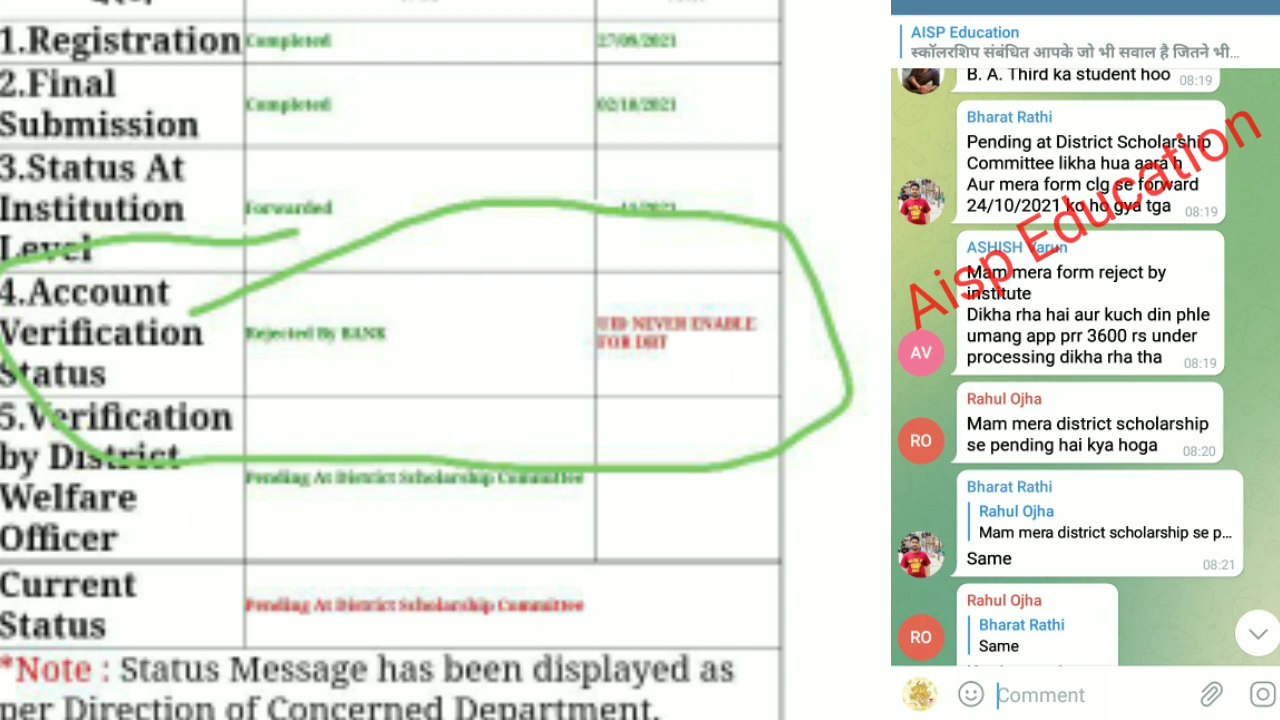 1.Registration Completed 27/09/2021
2.Final
Submission
Completed 02/10/2021
3.Status At
Institution
Level
Forwarded
4.Account
Verification
Status
Rejected By BANK
UID NEVER ENABLE
FOR DBT
5.Verification
by District
Welfare
Officer
Pending At District Scholarship Committee
Current
Status
Pending At District Scholarship Committee
*Note : Status Message has been displayed as
per Direction of Concerned Department.
AISP Education
स्कॉलरशिप संबंधित आपके जो भी सवाल है जितने भी...
B. A. Third ka student hoo 08:19
Bharat Rathi
Pending at District Scholarship
Committee likha hua aara h
Aur mera form clg se forward
24/10/2021 ko ho gya tga 08:19
Aisp Education
ASHISH Varun
Mam mera form reject by
institute
Dikha rha hai aur kuch din phle
umang app prr 3600 rs under
processing dikha rha tha 08:19
AV
Rahul Ojha
Mam mera district scholarship
se pending hai kya hoga 08:20
RO
Bharat Rathi
Rahul Ojha
Mam mera district scholarship se p...
Same 08:21
Rahul Ojha
Bharat Rathi
Same
RO
Comment